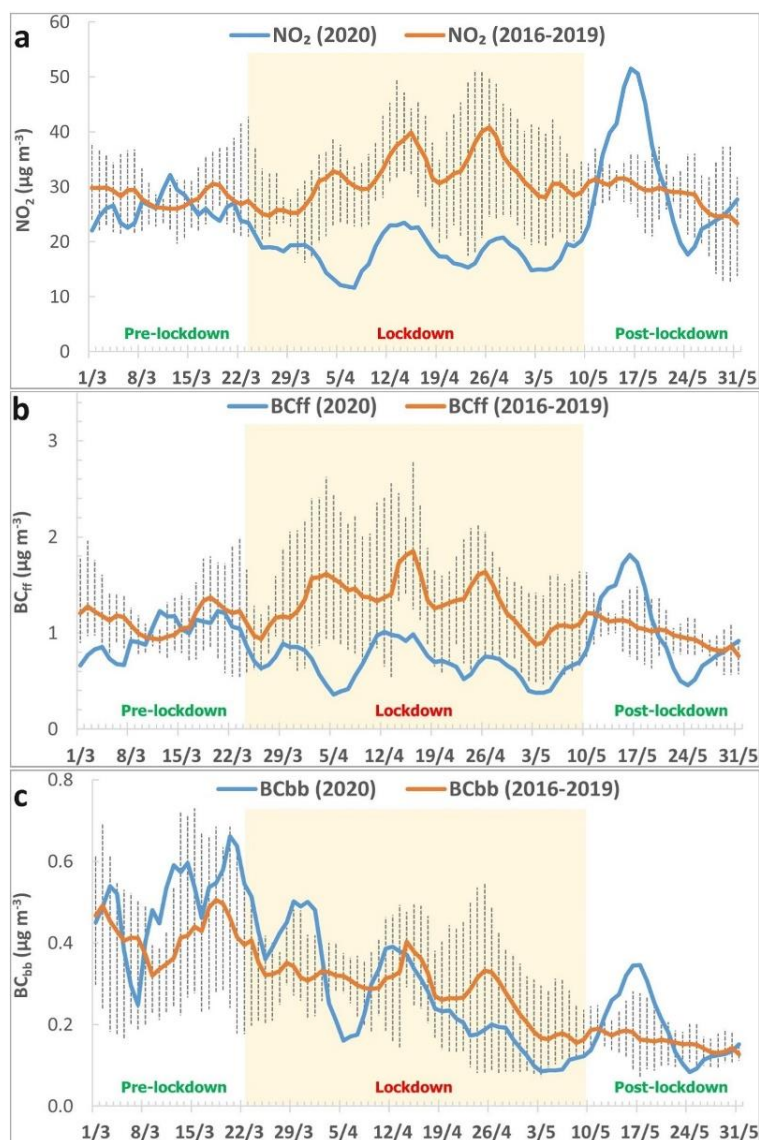 a
NO₂ (2020) NO₂ (2016-2019)
60
50
40
30
20
10
0
NO₂ (µg m⁻³)
Pre-lockdown Lockdown Post-lockdown
1/3 8/3 15/3 22/3 29/3 5/4 12/4 19/4 26/4 3/5 10/5 17/5 24/5 31/5
b
BCff (2020) BCff (2016-2019)
3
2
1
0
BCff (µg m⁻³)
Pre-lockdown Lockdown Post-lockdown
1/3 8/3 15/3 22/3 29/3 5/4 12/4 19/4 26/4 3/5 10/5 17/5 24/5 31/5
c
BCbb (2020) BCbb (2016-2019)
0.8
0.6
0.4
0.2
0.0
BCbb (µg m⁻³)
Pre-lockdown Lockdown Post-lockdown
1/3 8/3 15/3 22/3 29/3 5/4 12/4 19/4 26/4 3/5 10/5 17/5 24/5 31/5